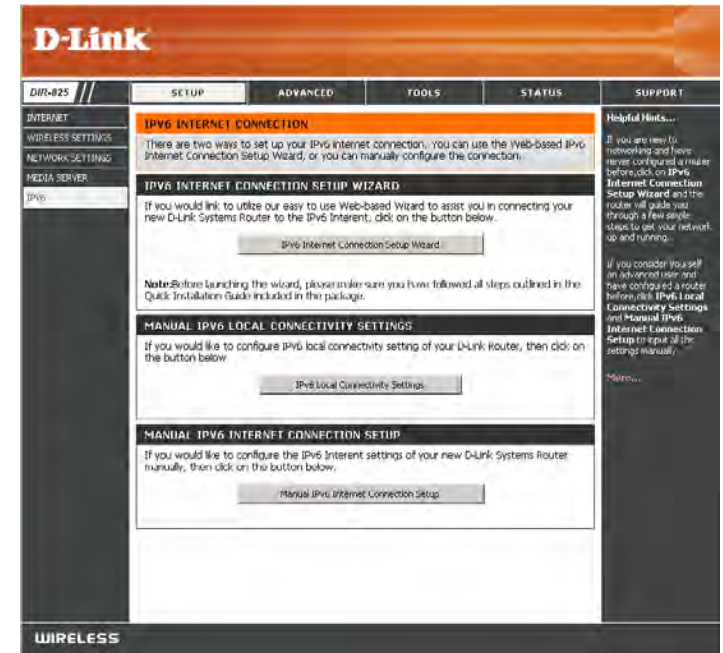 D-Link
DIR-825 // SETUP ADVANCED TOOLS STATUS SUPPORT
INTERNET
WIRELESS SETTINGS
NETWORK SETTINGS
MEDIA SERVER
IPV6
IPV6 INTERNET CONNECTION
There are two ways to set up your IPv6 internet connection. You can use the Web-based IPv6
Internet Connection Setup Wizard, or you can manually configure the connection.
IPV6 INTERNET CONNECTION SETUP WIZARD
If you would link to utilize our easy to use Web-based Wizard to assist you in connecting your
new D-Link Systems Router to the IPv6 Interent, click on the button below.
IPv6 Internet Connection Setup Wizard
Note:Before launching the wizard, please make sure you have followed all steps outlined in the
Quick Installation Guide included in the package.
MANUAL IPV6 LOCAL CONNECTIVITY SETTINGS
If you would like to configure IPv6 local connectivity setting of your D-Link Router, then click on
the button below
IPv6 Local Connectivity Settings
MANUAL IPV6 INTERNET CONNECTION SETUP
If you would like to configure the IPv6 Interent settings of your new D-Link Systems Router
manually, then click on the button below.
Manual IPv6 Internet Connection Setup
Helpful Hints...
If you are new to
networking and have
never configured a router
before,click on IPv6
Internet Connection
Setup Wizard and the
router will guide you
through a few simple
steps to get your network
up and running.
If you consider yourself
an advanced user and
have configured a router
before,click IPv6 Local
Connectivity Settings
and Manual IPv6
Internet Connection
Setup to input all the
settings manually.
More...
WIRELESS